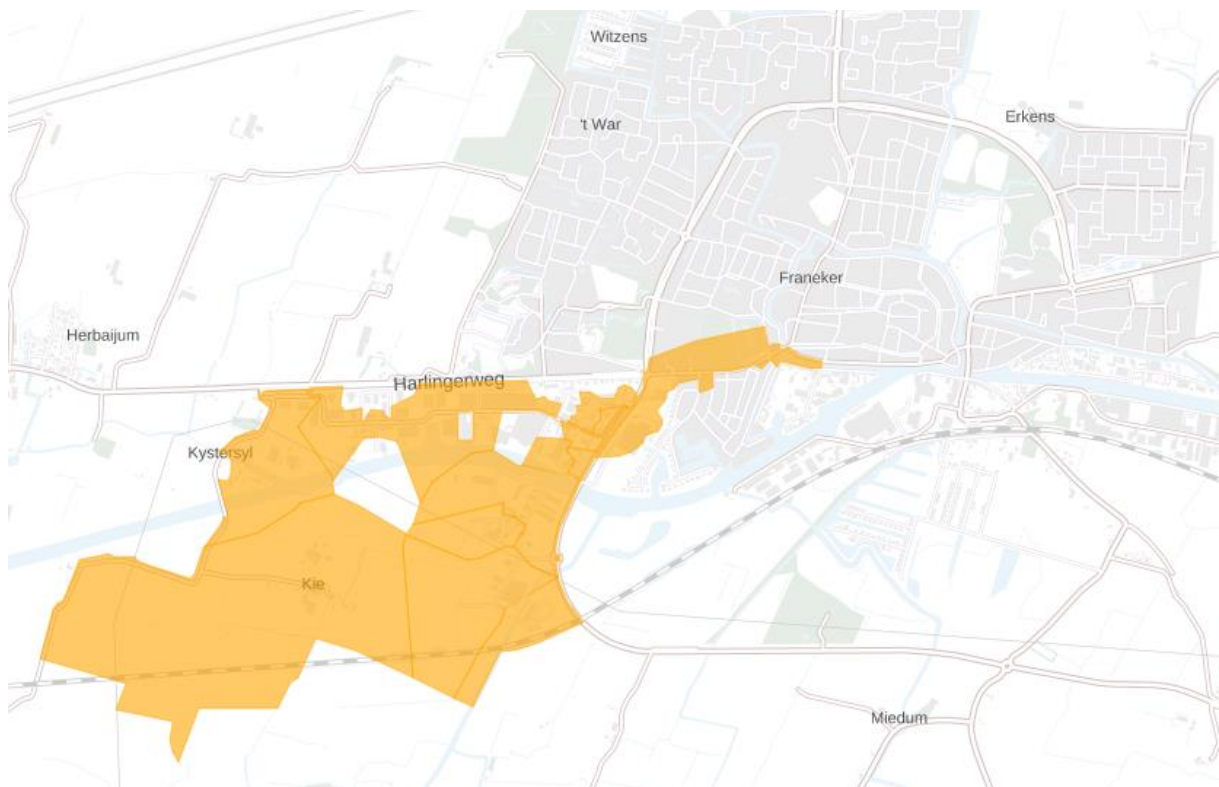 Witzens
Erkens
't War
Franeker
Herbaijum
Harlingerweg
Kystersyl
Kie
Miedum